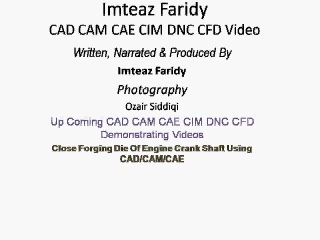 Imteaz Faridy
CAD CAM CAE CIM DNC CFD Video
Written, Narrated & Produced By
Imteaz Faridy
Photography
Ozair Siddiqi
Up Coming CAD CAM CAE CIM DNC CFD
Demonstrating Videos
Close Forging Die Of Engine Crank Shaft Using
CAD/CAM/CAE